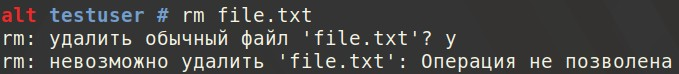 alt testuser # rm file.txt
rm: удалить обычный файл 'file.txt'? y
rm: невозможно удалить 'file.txt': Операция не позволена